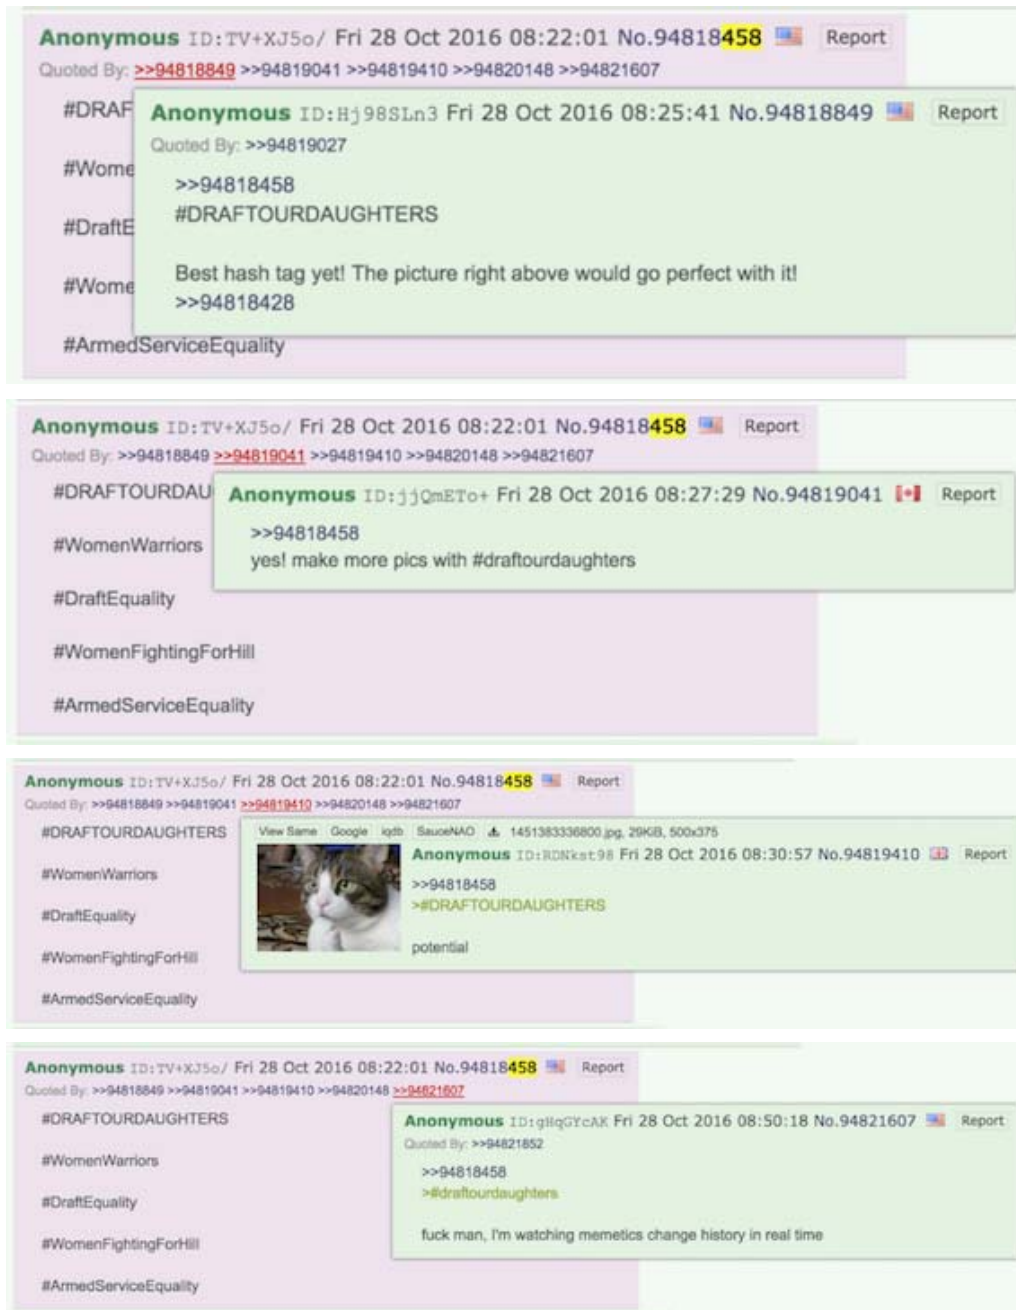 Anonymous ID:TV+XJ5o/ Fri 28 Oct 2016 08:22:01 No.94818458 Report
Quoted By: >>94818849 >>94819041 >>94819410 >>94820148 >>94821607
#DRAF
Anonymous ID:Hj98SLn3 Fri 28 Oct 2016 08:25:41 No.94818849 Report
Quoted By: >>94819027
#Wome
>>94818458
#DRAFTOURDAUGHTERS
#DraftE
Best hash tag yet! The picture right above would go perfect with it!
#Wome
>>94818428
#ArmedServiceEquality
Anonymous ID:TV+XJ5o/ Fri 28 Oct 2016 08:22:01 No.94818458 Report
Quoted By: >>94818849 >>94819041 >>94819410 >>94820148 >>94821607
#DRAFTOURDAU
Anonymous ID:jjQmETo+ Fri 28 Oct 2016 08:27:29 No.94819041 Report
>>94818458
#WomenWarriors
yes! make more pics with #draftourdaughters
#DraftEquality
#WomenFightingForHill
#ArmedServiceEquality
Anonymous ID:TV+XJ5o/ Fri 28 Oct 2016 08:22:01 No.94818458 Report
Quoted By: >>94818849 >>94819041 >>94819410 >>94820148 >>94821607
#DRAFTOURDAUGHTERS
View Same Google iqdb SauceNAO 1451383336800.jpg, 29KiB, 500x375
Anonymous ID:RDNkst98 Fri 28 Oct 2016 08:30:57 No.94819410 Report
#WomenWarriors
>>94818458
>#DRAFTOURDAUGHTERS
#DraftEquality
potential
#WomenFightingForHill
#ArmedServiceEquality
Anonymous ID:TV+XJ5o/ Fri 28 Oct 2016 08:22:01 No.94818458 Report
Quoted By: >>94818849 >>94819041 >>94819410 >>94820148 >>94821607
#DRAFTOURDAUGHTERS
Anonymous ID:gHqGYcAK Fri 28 Oct 2016 08:50:18 No.94821607 Report
Quoted By: >>94821852
#WomenWarriors
>>94818458
>#draftourdaughters
#DraftEquality
fuck man, I'm watching memetics change history in real time
#WomenFightingForHill
#ArmedServiceEquality